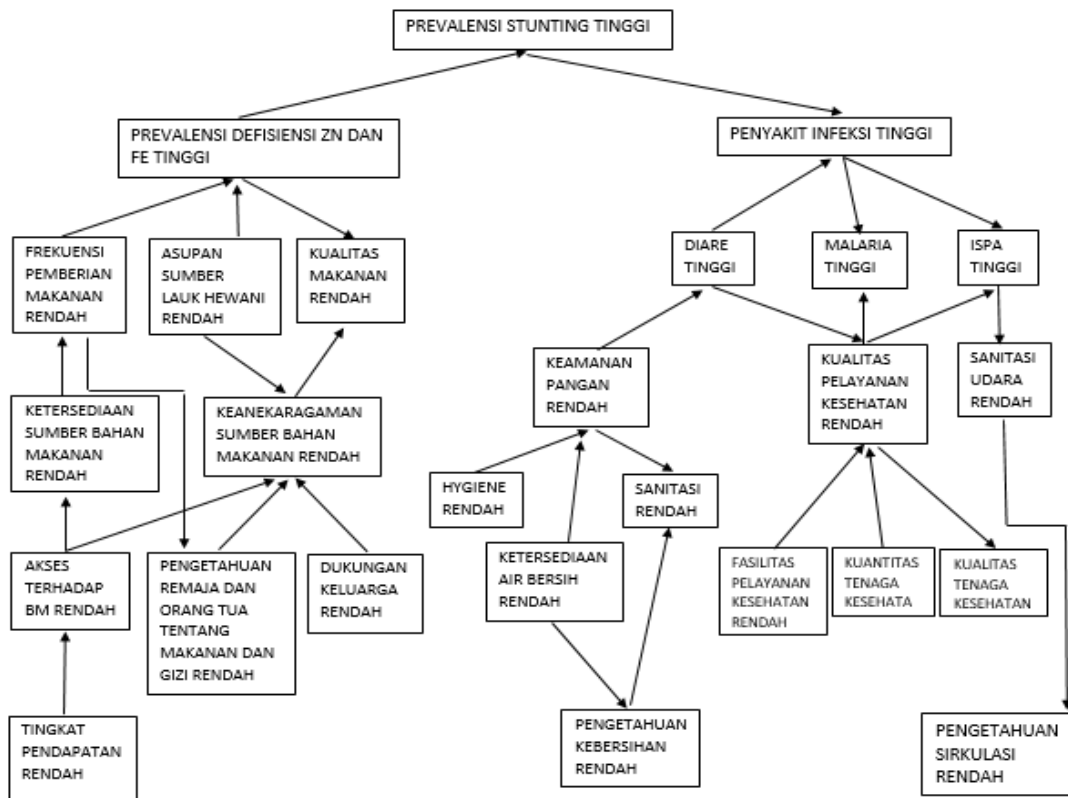 PREVALENSI STUNTING TINGGI
PREVALENSI DEFISIENSI ZN DAN
FE TINGGI
PENYAKIT INFEKSI TINGGI
FREKUENSI
PEMBERIAN
MAKANAN
RENDAH
ASUPAN
SUMBER
LAUK HEWANI
RENDAH
KUALITAS
MAKANAN
RENDAH
DIARE
TINGGI
MALARIA
TINGGI
ISPA
TINGGI
KEAMANAN
PANGAN
RENDAH
KUALITAS
PELAYANAN
KESEHATAN
RENDAH
SANITASI
UDARA
RENDAH
KETERSEDIAAN
SUMBER BAHAN
MAKANAN
RENDAH
KEANEKARAGAMAN
SUMBER BAHAN
MAKANAN RENDAH
HYGIENE
RENDAH
SANITASI
RENDAH
AKSES
TERHADAP
BM RENDAH
PENGETAHUAN
REMAJA DAN
ORANG TUA
TENTANG
MAKANAN DAN
GIZI RENDAH
DUKUNGAN
KELUARGA
RENDAH
KETERSEDIAAN
AIR BERSIH
RENDAH
FASILITAS
PELAYANAN
KESEHATAN
RENDAH
KUANTITAS
TENAGA
KESEHATA
KUALITAS
TENAGA
KESEHATAN
TINGKAT
PENDAPATAN
RENDAH
PENGETAHUAN
KEBERSIHAN
RENDAH
PENGETAHUAN
SIRKULASI
RENDAH